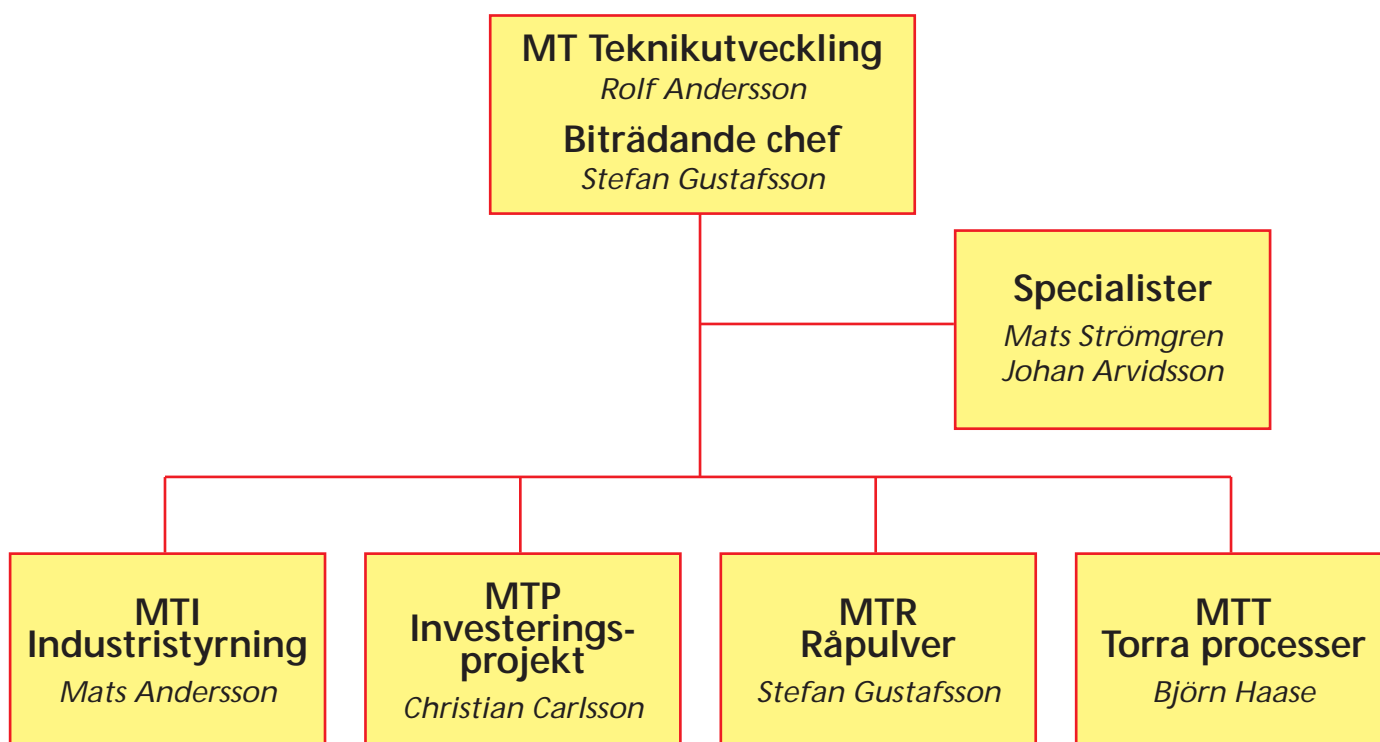 MT Teknikutveckling
Rolf Andersson
Biträdande chef
Stefan Gustafsson
Specialister
Mats Strömgren
Johan Arvidsson
MTI
Industristyrning
Mats Andersson
MTP
Investerings-
projekt
Christian Carlsson
MTR
Råpulver
Stefan Gustafsson
MTT
Torra processer
Björn Haase